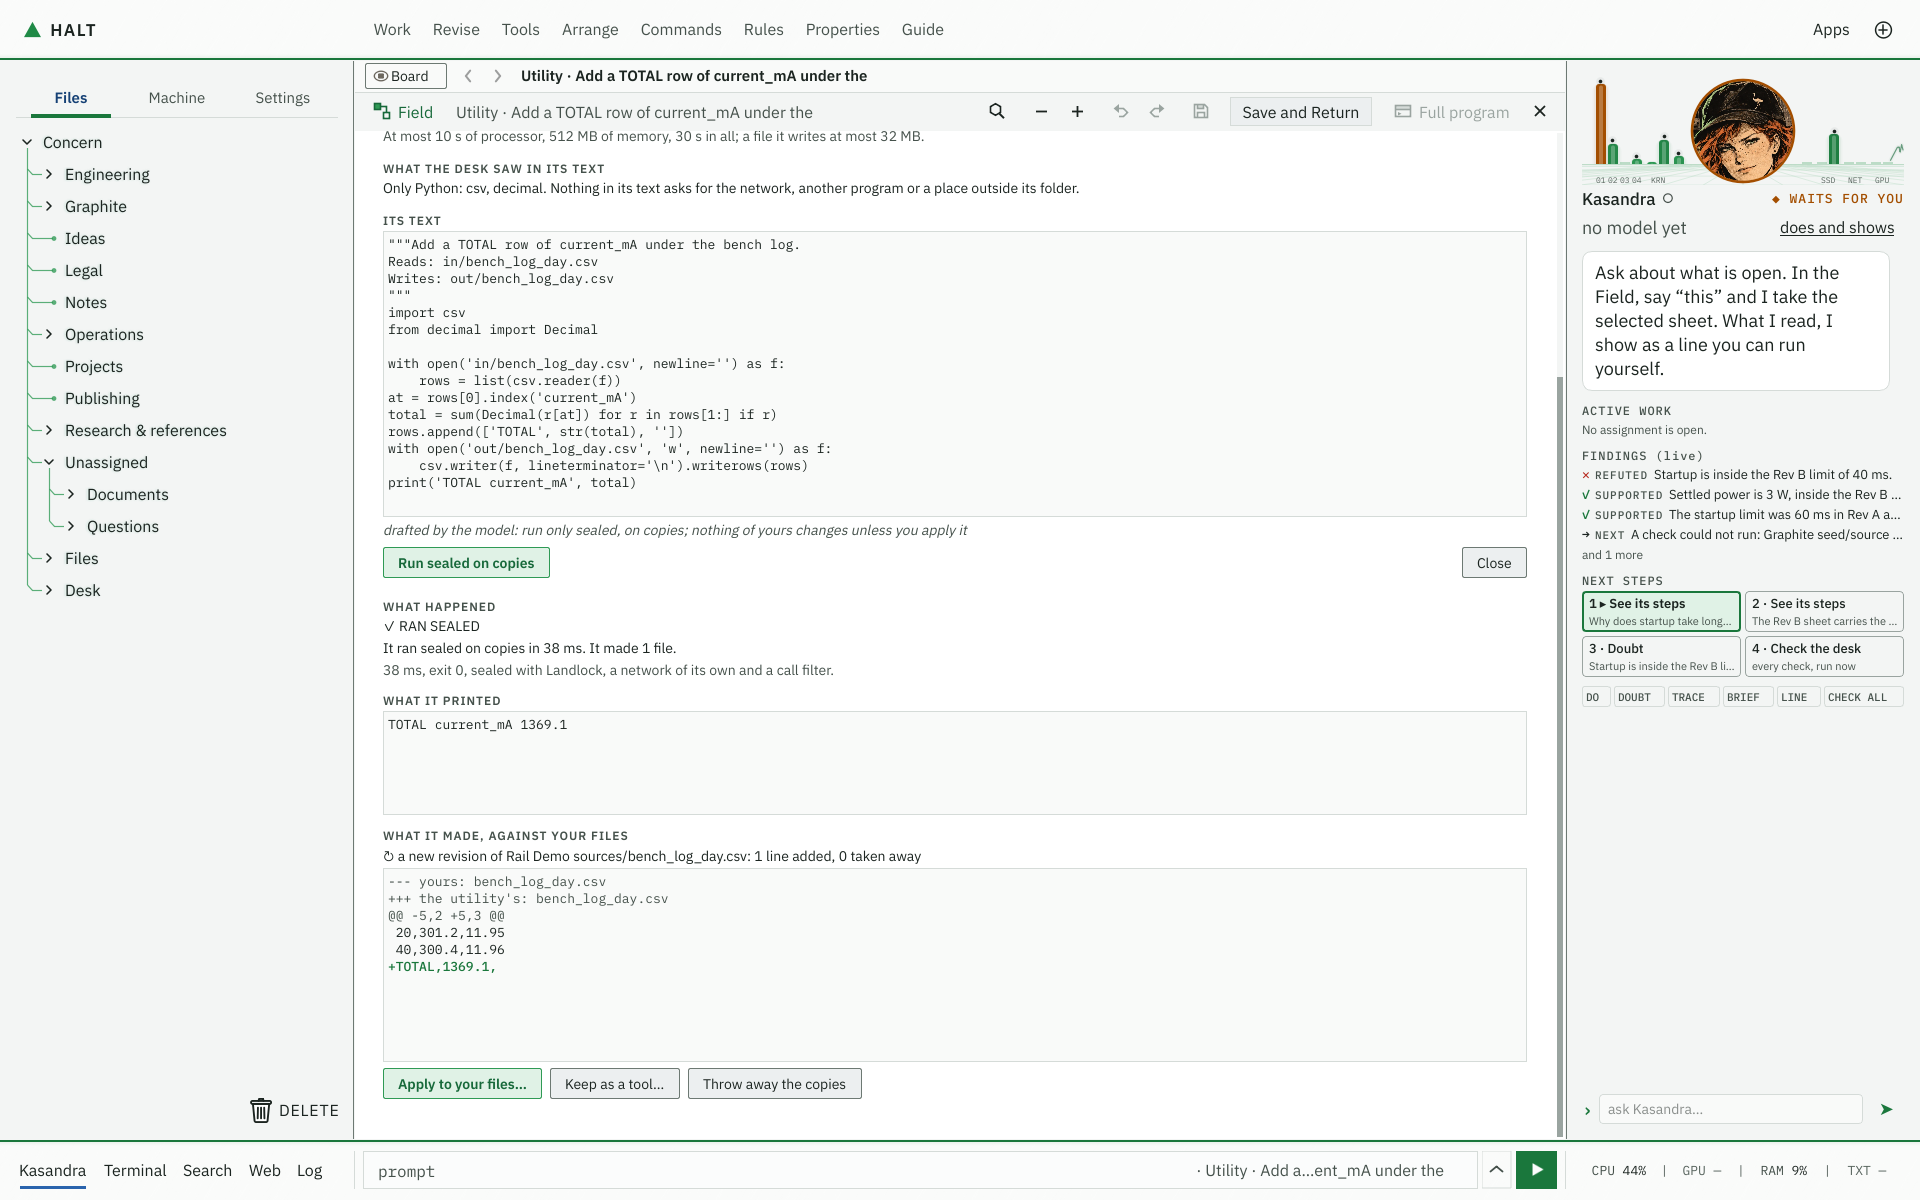 HALT
Work Revise Tools Arrange Commands Rules Properties Guide
Apps
Files Machine Settings
Concern
Engineering
Graphite
Ideas
Legal
Notes
Operations
Projects
Publishing
Research & references
Unassigned
Documents
Questions
Files
Desk
DELETE
Board
Utility · Add a TOTAL row of current_mA under the
Field Utility · Add a TOTAL row of current_mA under the
Save and Return
Full program
At most 10 s of processor, 512 MB of memory, 30 s in all; a file it writes at most 32 MB.
WHAT THE DESK SAW IN ITS TEXT
Only Python: csv, decimal. Nothing in its text asks for the network, another program or a place outside its folder.
ITS TEXT
"""Add a TOTAL row of current_mA under the bench log.
Reads: in/bench_log_day.csv
Writes: out/bench_log_day.csv
"""
import csv
from decimal import Decimal
with open('in/bench_log_day.csv', newline='') as f:
    rows = list(csv.reader(f))
at = rows[0].index('current_mA')
total = sum(Decimal(r[at]) for r in rows[1:] if r)
rows.append(['TOTAL', str(total), ''])
with open('out/bench_log_day.csv', 'w', newline='') as f:
    csv.writer(f, lineterminator='\n').writerows(rows)
print('TOTAL current_mA', total)
drafted by the model: run only sealed, on copies; nothing of yours changes unless you apply it
Run sealed on copies
Close
WHAT HAPPENED
✓ RAN SEALED
It ran sealed on copies in 38 ms. It made 1 file.
38 ms, exit 0, sealed with Landlock, a network of its own and a call filter.
WHAT IT PRINTED
TOTAL current_mA 1369.1
WHAT IT MADE, AGAINST YOUR FILES
↻ a new revision of Rail Demo sources/bench_log_day.csv: 1 line added, 0 taken away
--- yours: bench_log_day.csv
+++ the utility's: bench_log_day.csv
@@ -5,2 +5,3 @@
 20,301.2,11.95
 40,300.4,11.96
+TOTAL,1369.1,
Apply to your files...
Keep as a tool...
Throw away the copies
01 02 03 04 KRN SSD NET GPU
Kasandra
◆ WAITS FOR YOU
no model yet
does and shows
Ask about what is open. In the
Field, say “this” and I take the
selected sheet. What I read, I
show as a line you can run
yourself.
ACTIVE WORK
No assignment is open.
FINDINGS (live)
× REFUTED Startup is inside the Rev B limit of 40 ms.
✓ SUPPORTED Settled power is 3 W, inside the Rev B ...
✓ SUPPORTED The startup limit was 60 ms in Rev A a...
→ NEXT A check could not run: Graphite seed/source ...
and 1 more
NEXT STEPS
1 ▸ See its steps
Why does startup take long...
2 · See its steps
The Rev B sheet carries the ...
3 · Doubt
Startup is inside the Rev B li...
4 · Check the desk
every check, run now
DO DOUBT TRACE BRIEF LINE CHECK ALL
› ask Kasandra...
Kasandra Terminal Search Web Log
prompt
· Utility · Add a...ent_mA under the
CPU 44% | GPU – | RAM 9% | TXT –